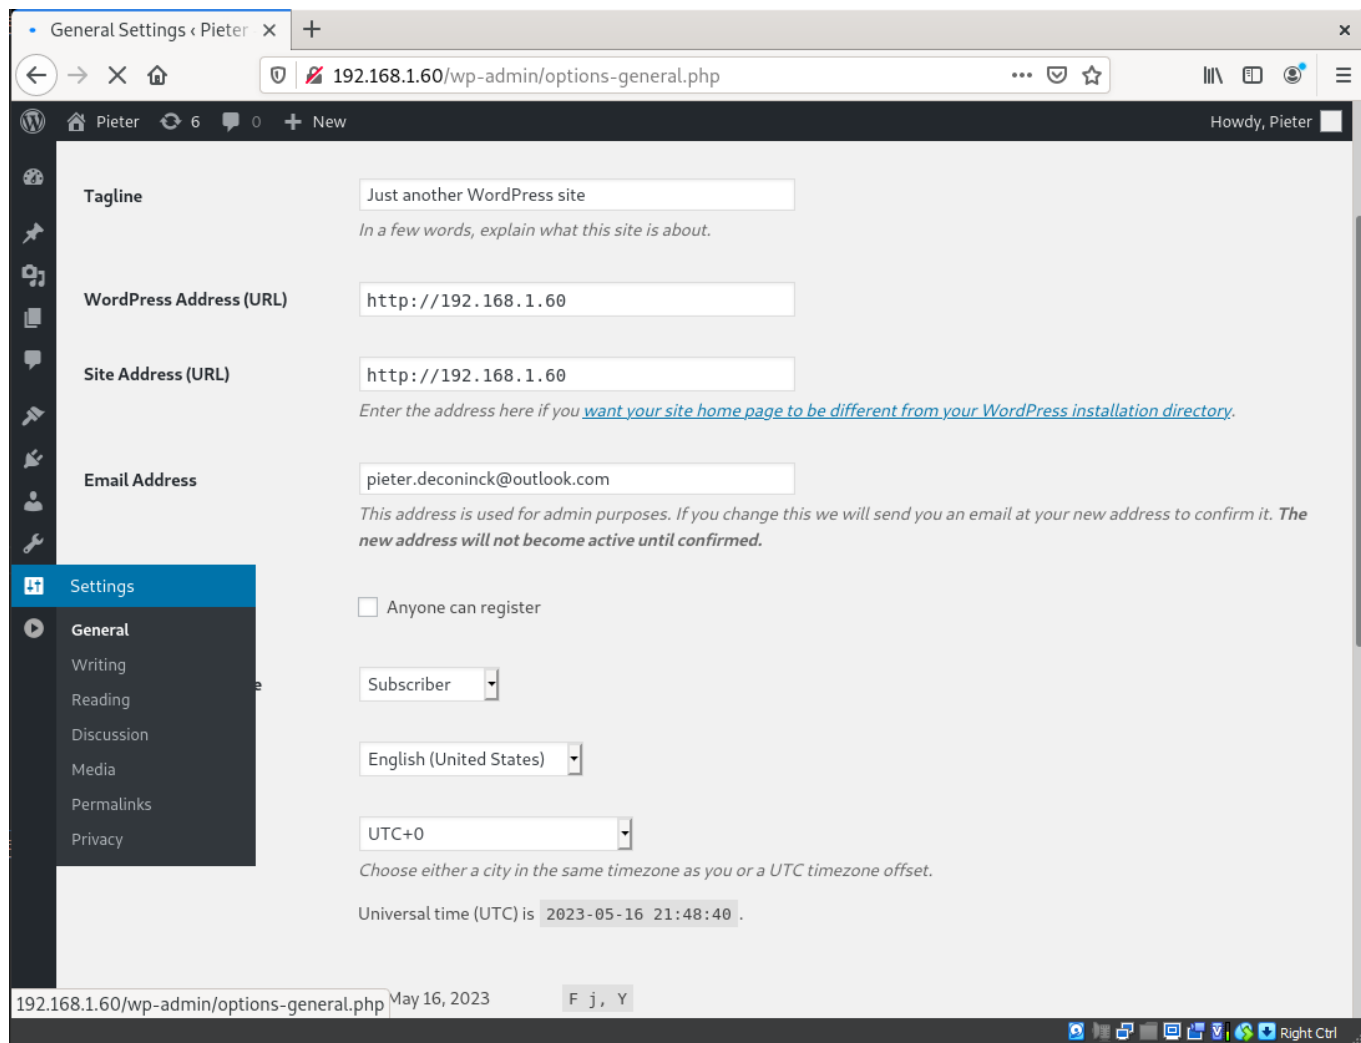 General Settings ‹ Pieter
192.168.1.60/wp-admin/options-general.php
Pieter 6 0 New Howdy, Pieter
Tagline Just another WordPress site
In a few words, explain what this site is about.
WordPress Address (URL) http://192.168.1.60
Site Address (URL) http://192.168.1.60
Enter the address here if you want your site home page to be different from your WordPress installation directory.
Email Address pieter.deconinck@outlook.com
This address is used for admin purposes. If you change this we will send you an email at your new address to confirm it. The
new address will not become active until confirmed.
Settings
Anyone can register
General
Writing
Reading
Discussion
Media
Permalinks
Privacy
e Subscriber
English (United States)
UTC+0
Choose either a city in the same timezone as you or a UTC timezone offset.
Universal time (UTC) is 2023-05-16 21:48:40 .
192.168.1.60/wp-admin/options-general.php
May 16, 2023 F j, Y
Right Ctrl